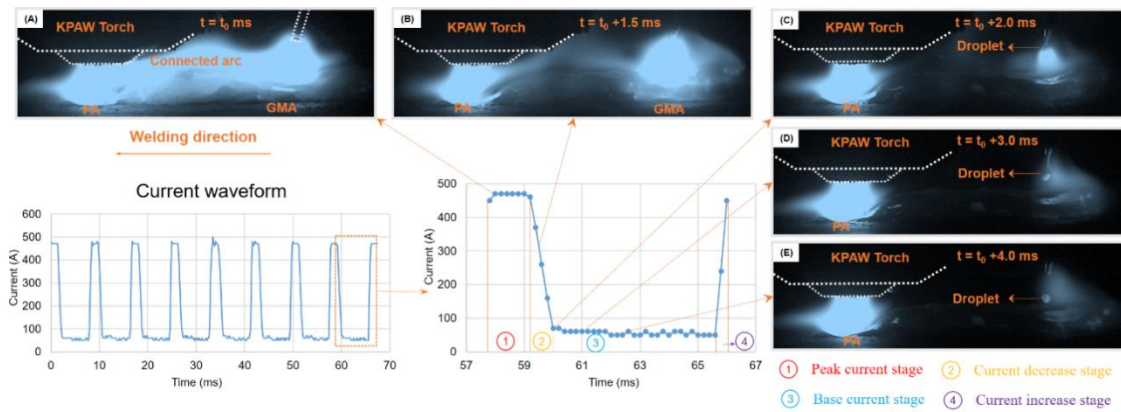 (A)
KPAW Torch
t = t0 ms
Connected arc
PA
GMA
(B)
KPAW Torch
t = t0 +1.5 ms
PA
GMA
(C)
KPAW Torch
t = t0 +2.0 ms
Droplet
PA
(D)
KPAW Torch
t = t0 +3.0 ms
Droplet
PA
(E)
KPAW Torch
t = t0 +4.0 ms
Droplet
PA
Welding direction
Current waveform
Current (A)
600
500
400
300
200
100
0
0 10 20 30 40 50 60 70
Time (ms)
Current (A)
500
400
300
200
100
0
1 2 3 4
57 59 61 63 65 67
Time (ms)
1 Peak current stage
2 Current decrease stage
3 Base current stage
4 Current increase stage